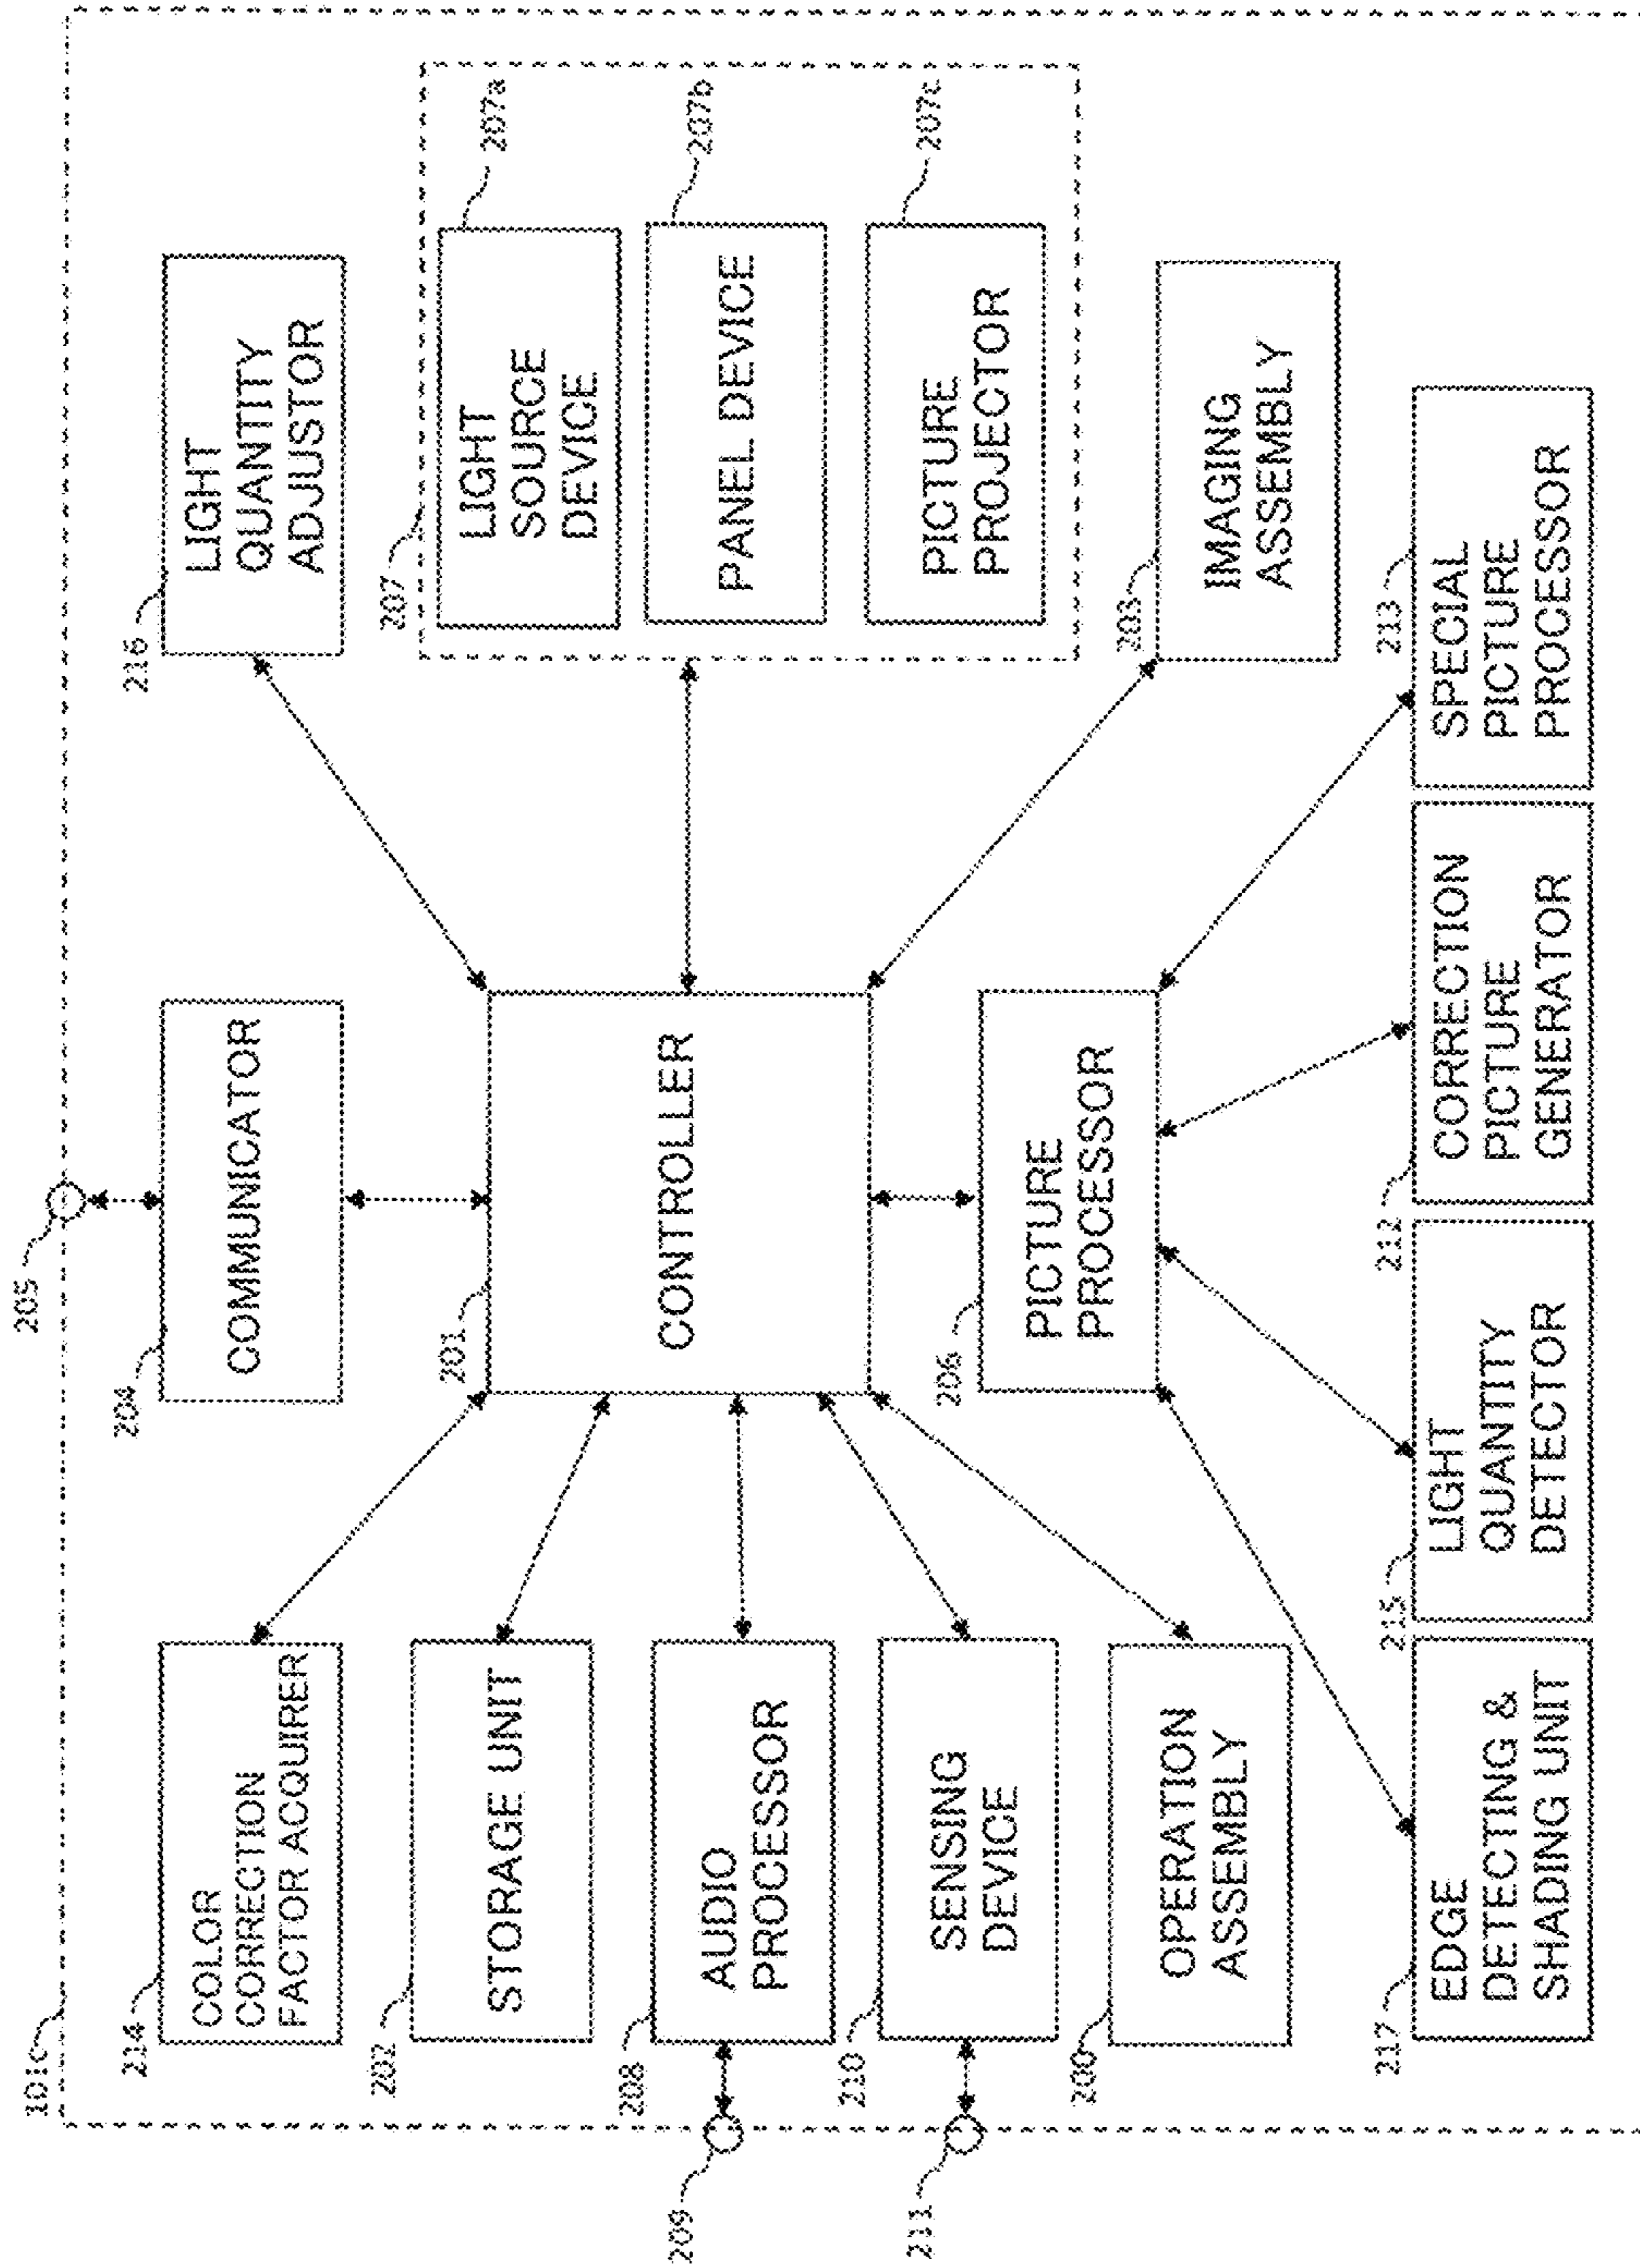 101c
205
214
COLOR
CORRECTION
FACTOR ACQUIRER
204
COMMUNICATOR
216
LIGHT
QUANTITY
ADJUSTOR
202
STORAGE UNIT
201
CONTROLLER
207
LIGHT
SOURCE
DEVICE
207a
209
208
AUDIO
PROCESSOR
PANEL DEVICE
207b
211
210
SENSING
DEVICE
206
PICTURE
PROCESSOR
PICTURE
PROJECTOR
207c
200
OPERATION
ASSEMBLY
203
IMAGING
ASSEMBLY
217
EDGE
DETECTING &
SHADING UNIT
215
LIGHT
QUANTITY
DETECTOR
212
CORRECTION
PICTURE
GENERATOR
213
SPECIAL
PICTURE
PROCESSOR